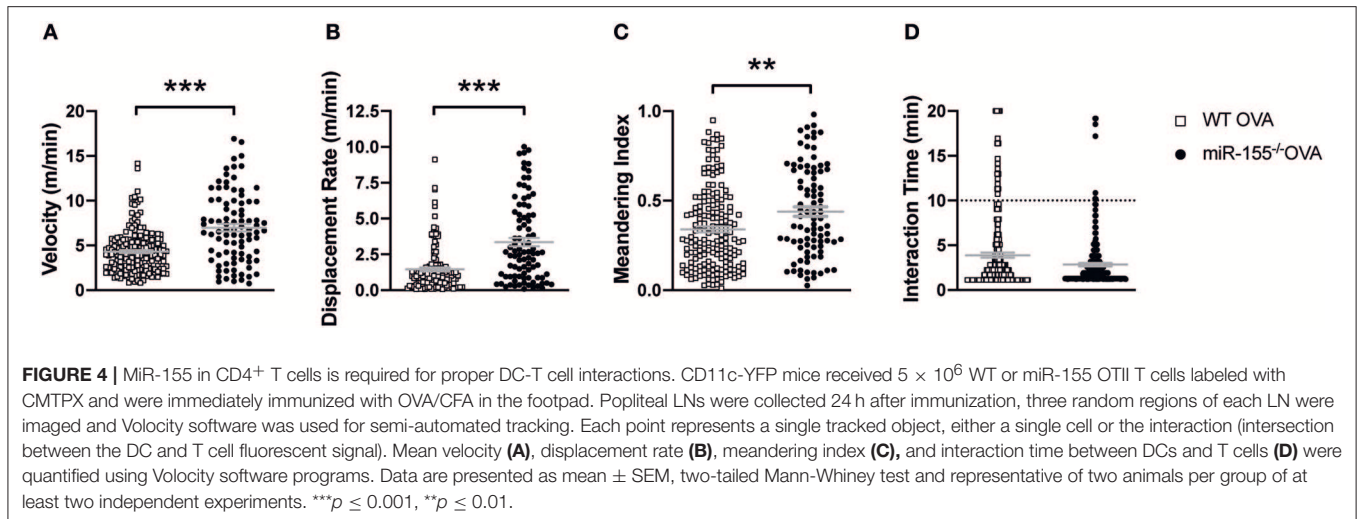 A
B
C
D
***
***
**
Velocity (m/min)
20
15
10
5
0
Displacement Rate (m/min)
12.5
10.0
7.5
5.0
2.5
0.0
Meandering Index
1.0
0.5
0.0
Interaction Time (min)
20
15
10
5
0
WT OVA
miR-155-/-OVA
FIGURE 4 | MiR-155 in CD4+ T cells is required for proper DC-T cell interactions. CD11c-YFP mice received 5 × 10⁶ WT or miR-155 OTII T cells labeled with
CMTPX and were immediately immunized with OVA/CFA in the footpad. Popliteal LNs were collected 24 h after immunization, three random regions of each LN were
imaged and Volocity software was used for semi-automated tracking. Each point represents a single tracked object, either a single cell or the interaction (intersection
between the DC and T cell fluorescent signal). Mean velocity (A), displacement rate (B), meandering index (C), and interaction time between DCs and T cells (D) were
quantified using Volocity software programs. Data are presented as mean ± SEM, two-tailed Mann-Whiney test and representative of two animals per group of at
least two independent experiments. ***p ≤ 0.001, **p ≤ 0.01.